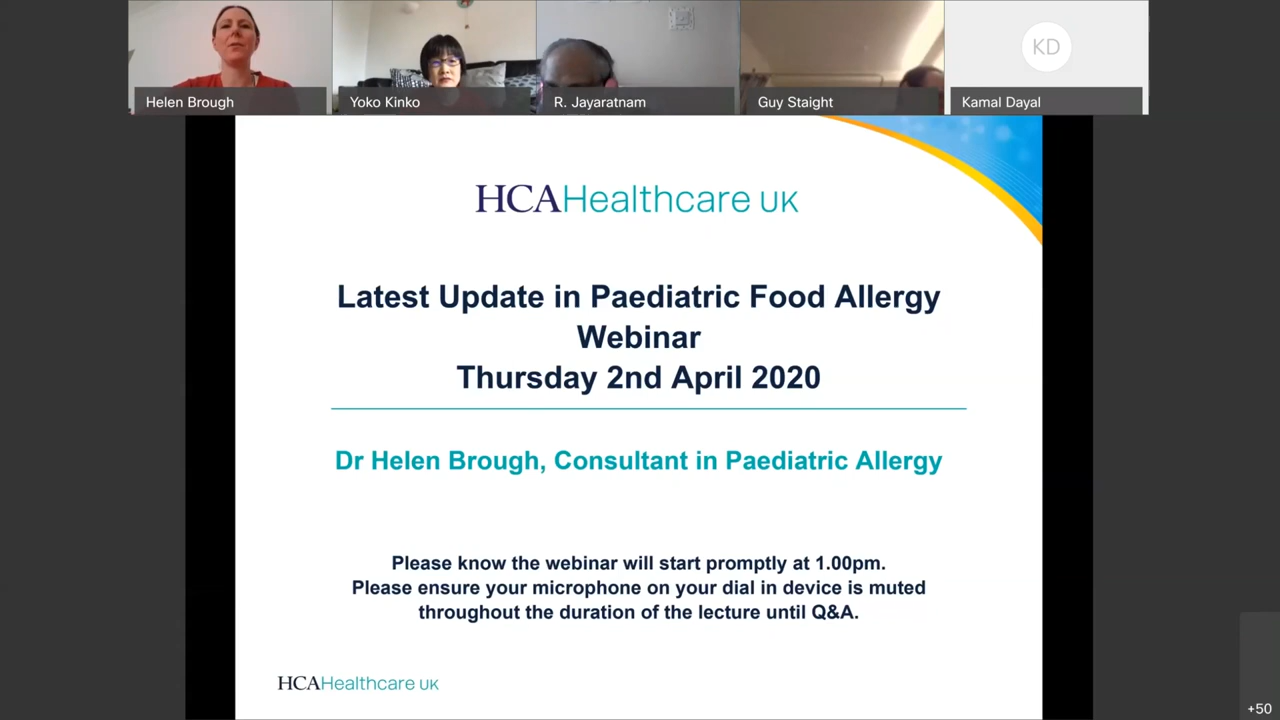 Helen Brough
Yoko Kinko
R. Jayaratnam
Guy Staight
KD
Kamal Dayal
HCAHealthcare UK
Latest Update in Paediatric Food Allergy
Webinar
Thursday 2nd April 2020
Dr Helen Brough, Consultant in Paediatric Allergy
Please know the webinar will start promptly at 1.00pm.
Please ensure your microphone on your dial in device is muted
throughout the duration of the lecture until Q&A.
HCAHealthcare UK
+50